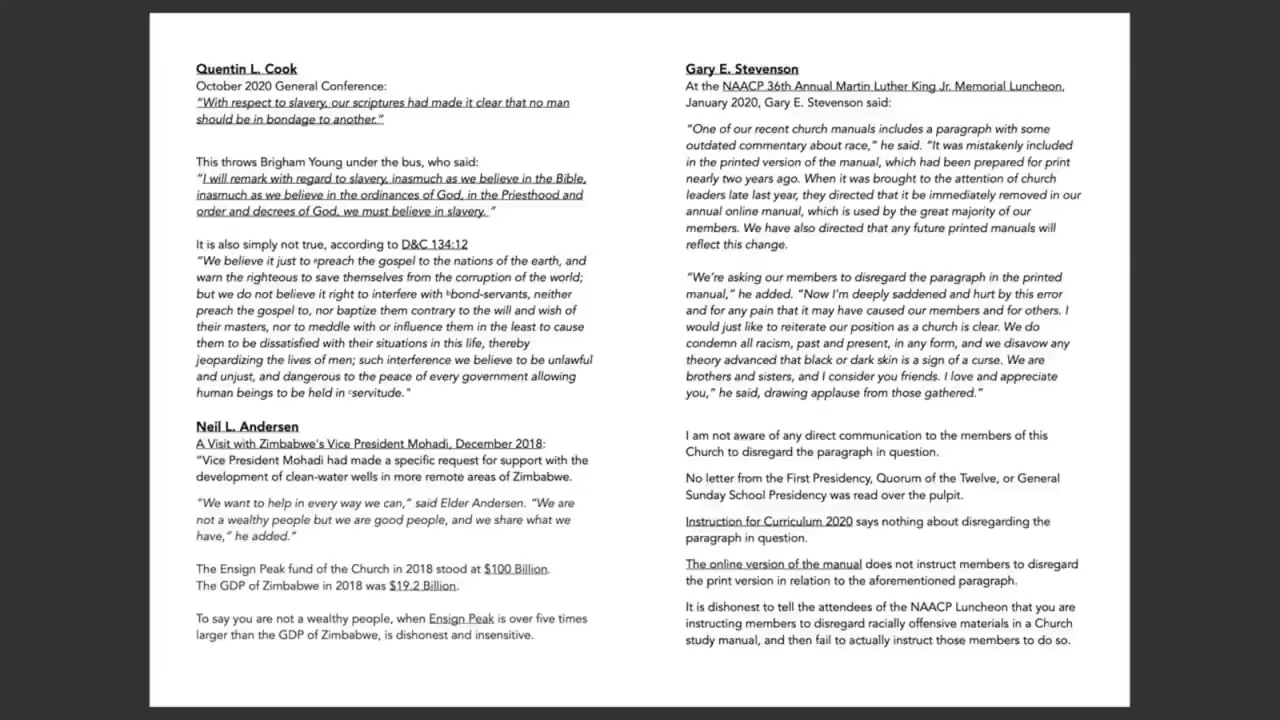 Quentin L. Cook
October 2020 General Conference:
"With respect to slavery, our scriptures had made it clear that no man
should be in bondage to another."
This throws Brigham Young under the bus, who said:
"I will remark with regard to slavery, inasmuch as we believe in the Bible,
inasmuch as we believe in the ordinances of God, in the Priesthood and
order and decrees of God, we must believe in slavery. "
It is also simply not true, according to D&C 134:12
"We believe it just to ᵃpreach the gospel to the nations of the earth, and
warn the righteous to save themselves from the corruption of the world;
but we do not believe it right to interfere with ᵇbond-servants, neither
preach the gospel to, nor baptize them contrary to the will and wish of
their masters, nor to meddle with or influence them in the least to cause
them to be dissatisfied with their situations in this life, thereby
jeopardizing the lives of men; such interference we believe to be unlawful
and unjust, and dangerous to the peace of every government allowing
human beings to be held in ᶜservitude."
Neil L. Andersen
A Visit with Zimbabwe's Vice President Mohadi, December 2018:
"Vice President Mohadi had made a specific request for support with the
development of clean-water wells in more remote areas of Zimbabwe.
"We want to help in every way we can," said Elder Andersen. "We are
not a wealthy people but we are good people, and we share what we
have," he added."
The Ensign Peak fund of the Church in 2018 stood at $100 Billion.
The GDP of Zimbabwe in 2018 was $19.2 Billion.
To say you are not a wealthy people, when Ensign Peak is over five times
larger than the GDP of Zimbabwe, is dishonest and insensitive.
Gary E. Stevenson
At the NAACP 36th Annual Martin Luther King Jr. Memorial Luncheon,
January 2020, Gary E. Stevenson said:
"One of our recent church manuals includes a paragraph with some
outdated commentary about race," he said. "It was mistakenly included
in the printed version of the manual, which had been prepared for print
nearly two years ago. When it was brought to the attention of church
leaders late last year, they directed that it be immediately removed in our
annual online manual, which is used by the great majority of our
members. We have also directed that any future printed manuals will
reflect this change.
"We're asking our members to disregard the paragraph in the printed
manual," he added. "Now I'm deeply saddened and hurt by this error
and for any pain that it may have caused our members and for others. I
would just like to reiterate our position as a church is clear. We do
condemn all racism, past and present, in any form, and we disavow any
theory advanced that black or dark skin is a sign of a curse. We are
brothers and sisters, and I consider you friends. I love and appreciate
you," he said, drawing applause from those gathered."
I am not aware of any direct communication to the members of this
Church to disregard the paragraph in question.
No letter from the First Presidency, Quorum of the Twelve, or General
Sunday School Presidency was read over the pulpit.
Instruction for Curriculum 2020 says nothing about disregarding the
paragraph in question.
The online version of the manual does not instruct members to disregard
the print version in relation to the aforementioned paragraph.
It is dishonest to tell the attendees of the NAACP Luncheon that you are
instructing members to disregard racially offensive materials in a Church
study manual, and then fail to actually instruct those members to do so.